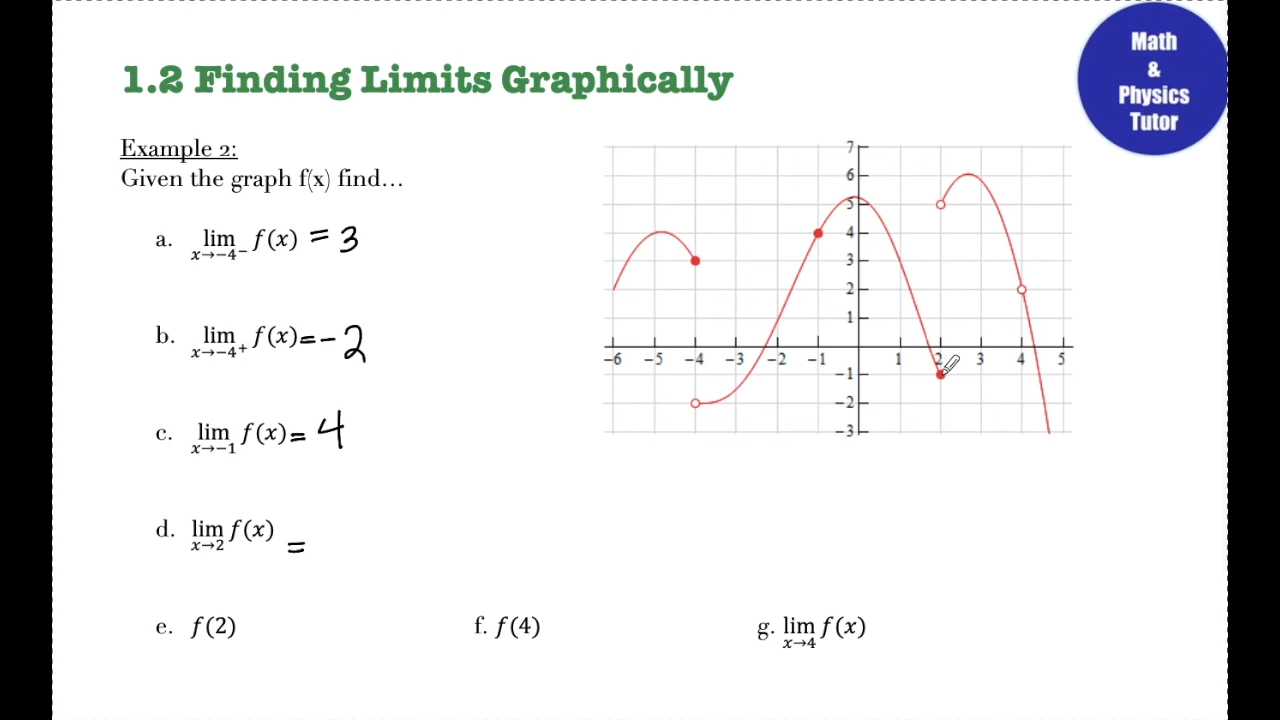 Math
&
Physics
Tutor
1.2 Finding Limits Graphically
Example 2:
Given the graph f(x) find...
a. lim f(x) = 3
x→−4−
b. lim f(x) = −2
x→−4+
c. lim f(x) = 4
x→−1
d. lim f(x) =
x→2
e. f(2)
f. f(4)
g. lim f(x)
x→4
7
6
5
4
3
2
1
−6 −5 −4 −3 −2 −1 1 2 3 4 5
−1
−2
−3